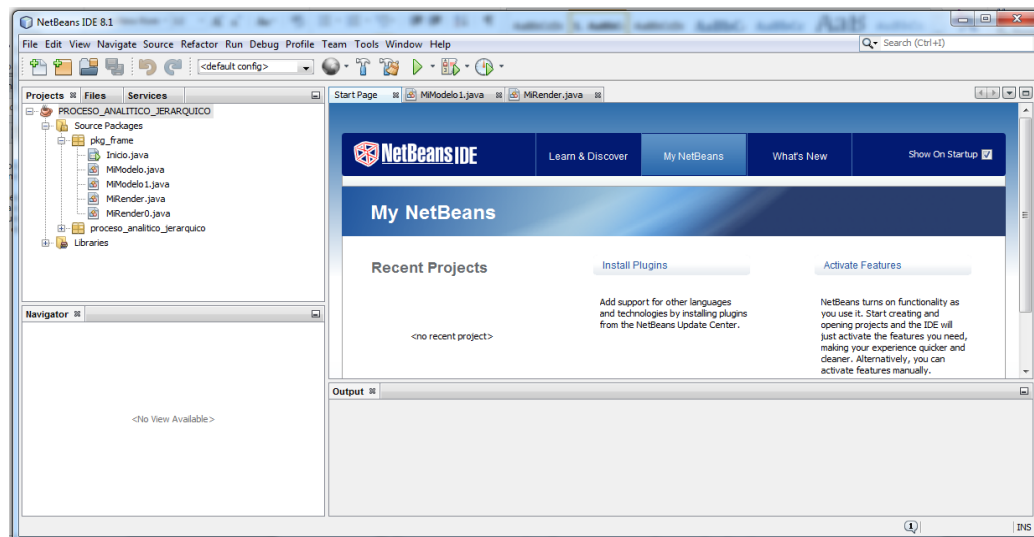 NetBeans IDE 8.1
File Edit View Navigate Source Refactor Run Debug Profile Team Tools Window Help
Search (Ctrl+I)
<default config>
Projects Files Services
PROCESO_ANALITICO_JERARQUICO
Source Packages
pkg_frame
Inicio.java
MiModelo.java
MiModelo1.java
MiRender.java
MiRender0.java
proceso_analitico_jerarquico
Libraries
Navigator
<No View Available>
Start Page MiModelo1.java MiRender.java
NetBeans IDE
Learn & Discover
My NetBeans
What's New
Show On Startup
My NetBeans
Recent Projects
<no recent project>
Install Plugins
Add support for other languages
and technologies by installing plugins
from the NetBeans Update Center.
Activate Features
NetBeans turns on functionality as
you use it. Start creating and
opening projects and the IDE will
just activate the features you need,
making your experience quicker and
cleaner. Alternatively, you can
activate features manually.
Output
1
INS